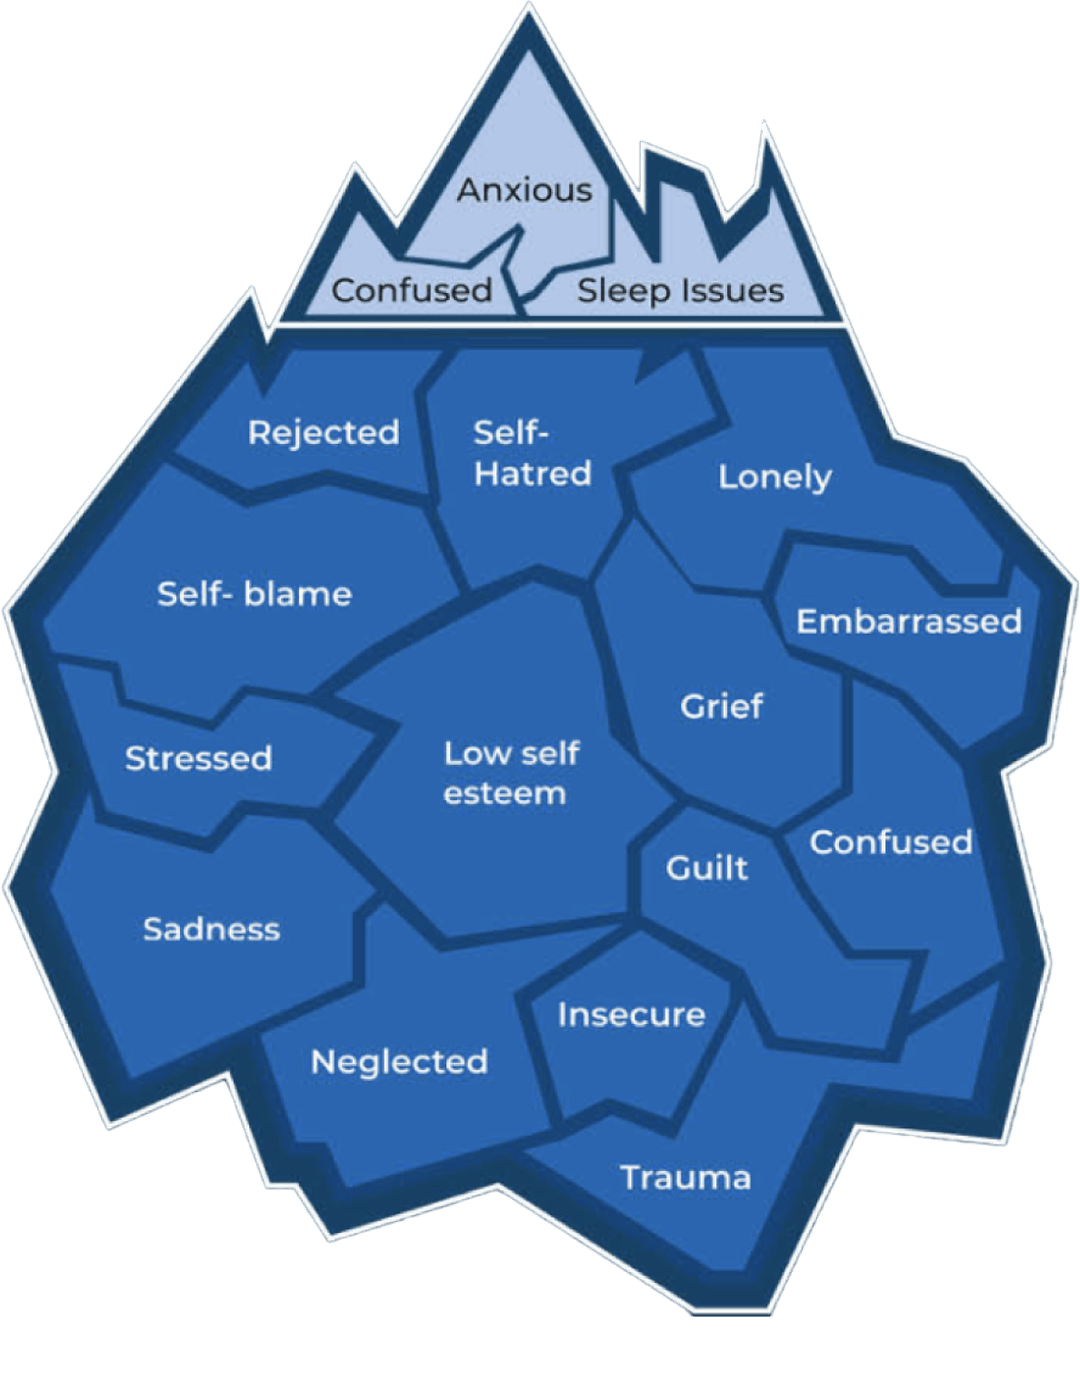 Anxious
Confused
Sleep Issues
Rejected
Self-
Hatred
Lonely
Self- blame
Embarrassed
Grief
Stressed
Low self
esteem
Confused
Guilt
Sadness
Insecure
Neglected
Trauma